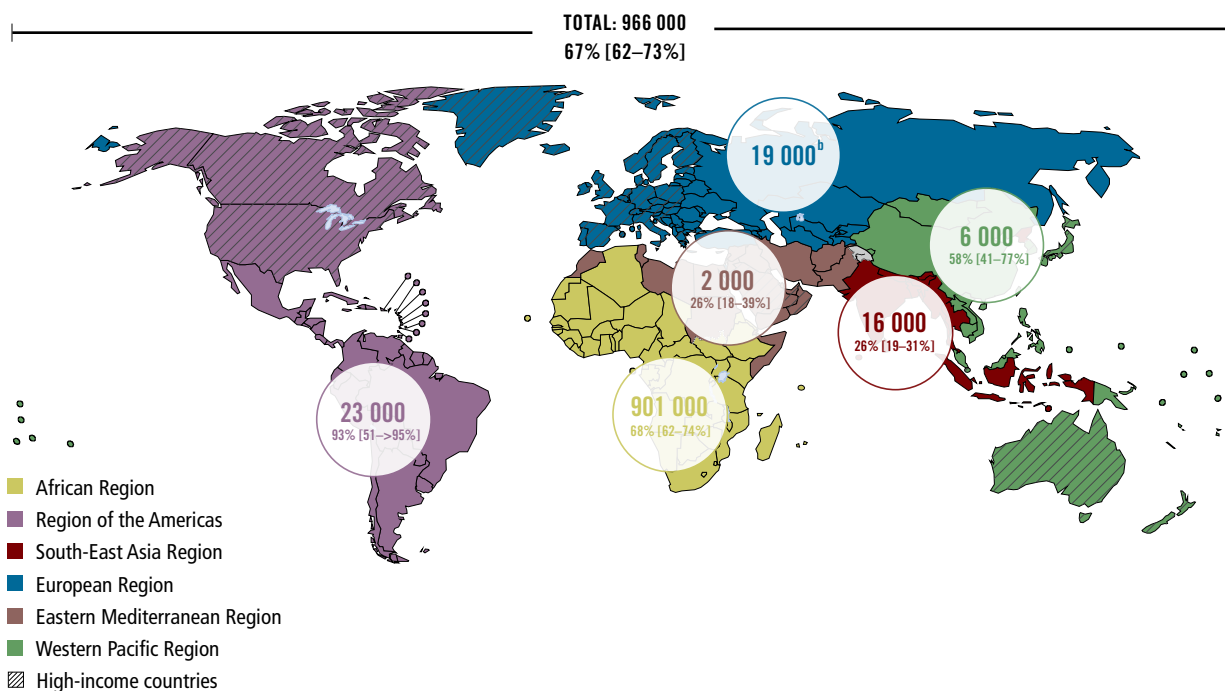 TOTAL: 966 000
67% [62–73%]
19 000b
6 000
58% [41–77%]
2 000
26% [18–39%]
16 000
26% [19–31%]
23 000
93% [51–>95%]
901 000
68% [62–74%]
African Region
Region of the Americas
South-East Asia Region
European Region
Eastern Mediterranean Region
Western Pacific Region
High-income countries